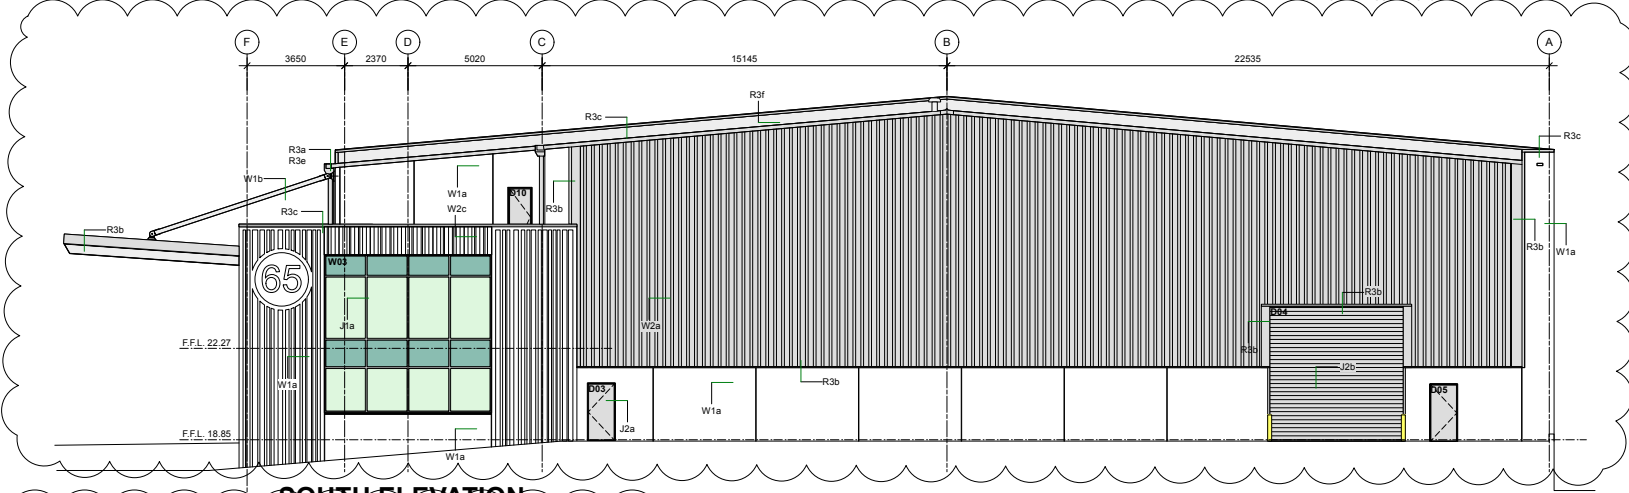 F E D C B A
3650 2370 5020 15145 22535
R3f
R3c
R3c
R3a
R3e
W1b
W1a
D10
W2c
R3b
R3c
R3b
R3b
W1a
W03
65
R3b
D04
J1a
W2a
F.F.L. 22.27
R3b
J2b
W1a
R3b
D03
D05
W1a
J2a
F.F.L. 18.85
W1a
SOUTH ELEVATION